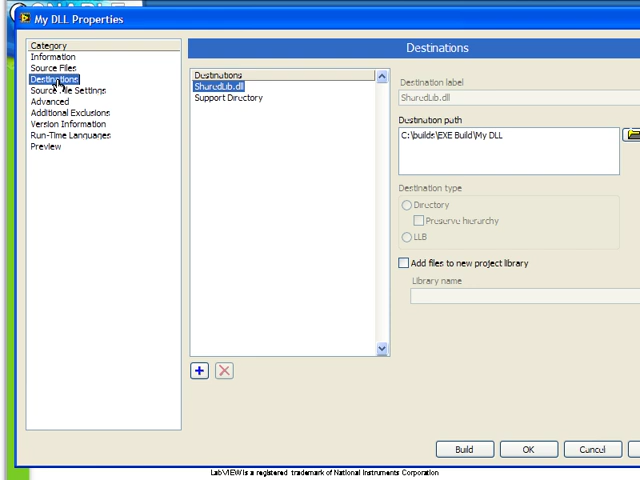 My DLL Properties
Category
Information
Source Files
Destinations
Source File Settings
Advanced
Additional Exclusions
Version Information
Run-Time Languages
Preview
Destinations
Destinations
SharedLib.dll
Support Directory
Destination label
SharedLib.dll
Destination path
C:\builds\EXE Build\My DLL
Destination type
Directory
Preserve hierarchy
LLB
Add files to new project library
Library name
Build
OK
Cancel
LabVIEW is a registered trademark of National Instruments Corporation